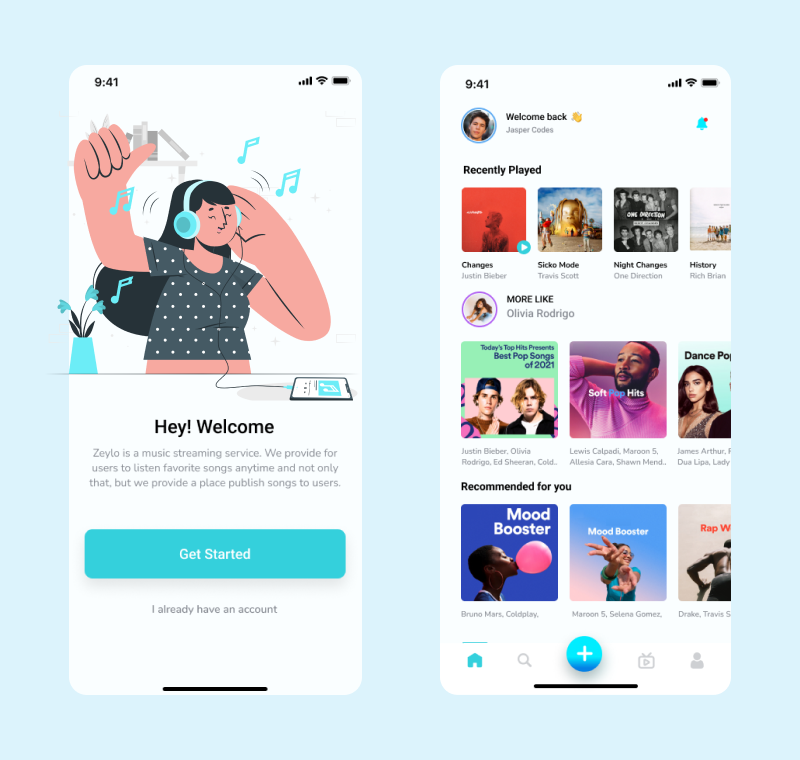 9:41
Hey! Welcome
Zeylo is a music streaming service. We provide for
users to listen favorite songs anytime and not only
that, but we provide a place publish songs to users.
Get Started
I already have an account
9:41
Welcome back 👋
Jasper Codes
Recently Played
ONE DIRECTION
Changes
Justin Bieber
Sicko Mode
Travis Scott
Night Changes
One Direction
History
Rich Brian
MORE LIKE
Olivia Rodrigo
Today's Top Hits Presents
Best Pop Songs
of 2021
Soft Pop Hits
Dance Pop
Justin Bieber, Olivia
Rodrigo, Ed Sheeran, Cold..
Lewis Calpadi, Maroon 5,
Allesia Cara, Shawn Mend..
James Arthur, F
Dua Lipa, Lady
Recommended for you
Mood
Booster
Mood Booster
Rap W
Bruno Mars, Coldplay,
Maroon 5, Selena Gomez,
Drake, Travis S